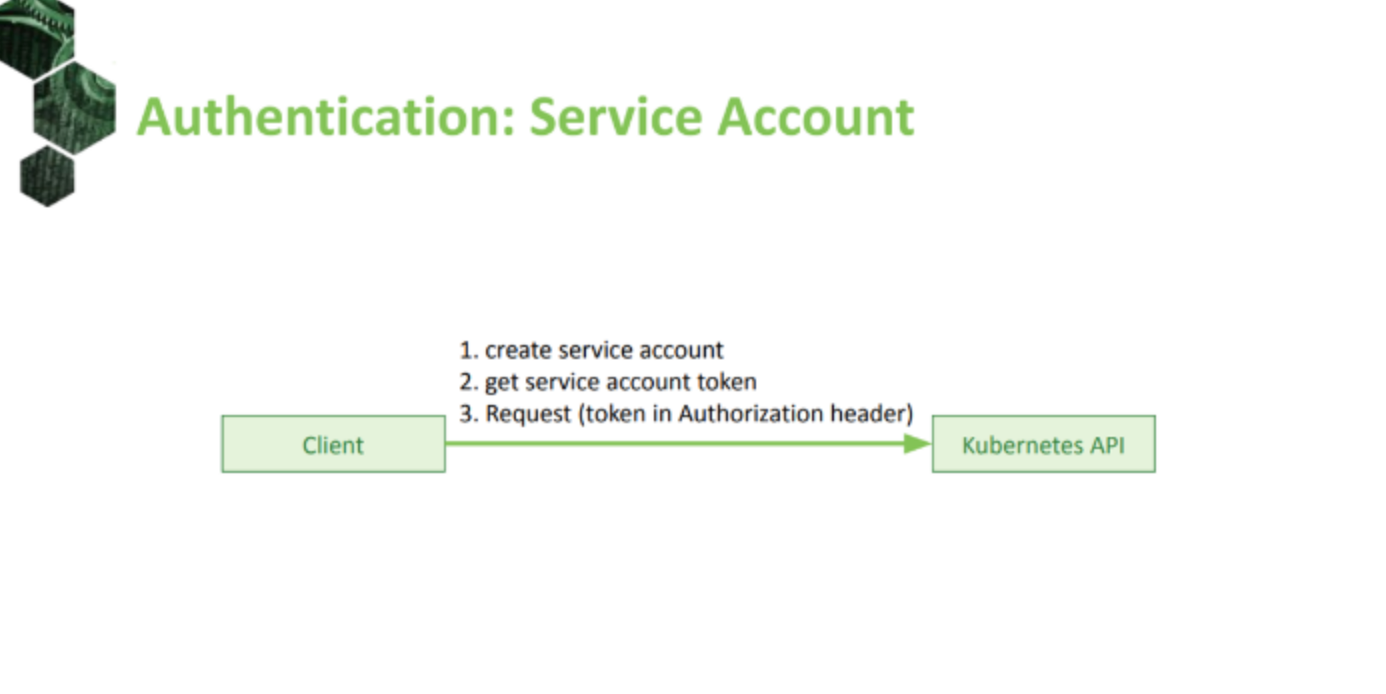 Authentication: Service Account
1. create service account
2. get service account token
3. Request (token in Authorization header)
Client
Kubernetes API